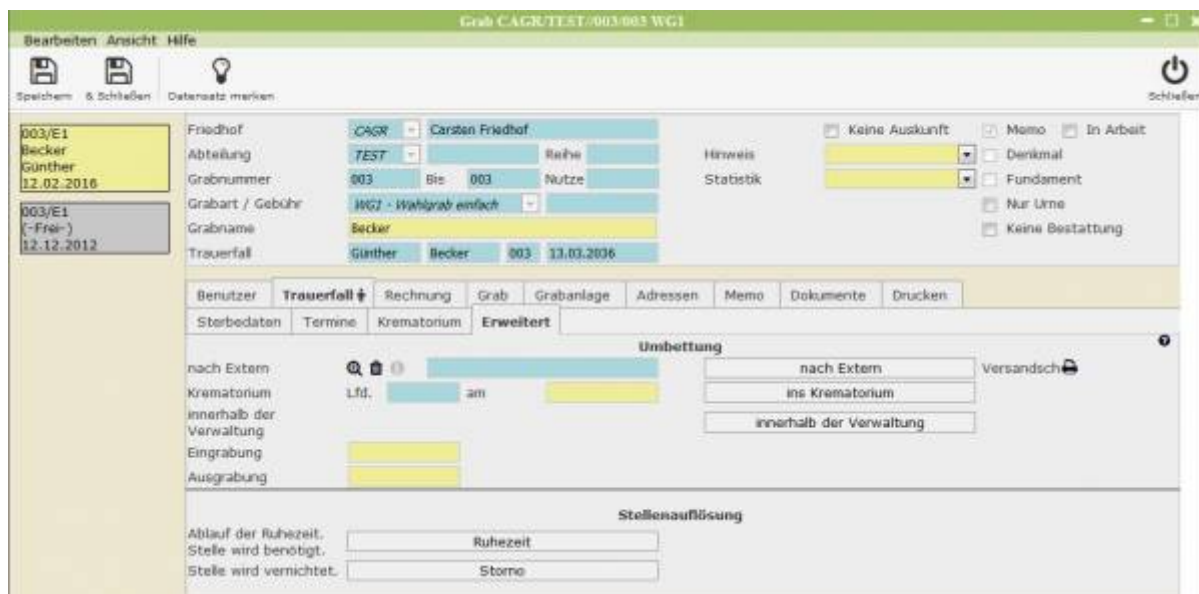 Grab CAGR/TEST//003/003 WG1
Bearbeiten Ansicht Hilfe
Speichern & Schließen Datensatz merken Schließen
003/E1
Becker
Günther
12.02.2016
003/E1
(-Frei-)
12.12.2012
Friedhof CAGR Carsten Friedhof Keine Auskunft Memo In Arbeit
Abteilung TEST Reihe Hinweis Denkmal
Grabnummer 003 Bis 003 Nutze Statistik Fundament
Grabart / Gebühr WG1 - Wahlgrab einfach Nur Urne
Grabname Becker Keine Bestattung
Trauerfall Günther Becker 003 13.03.2036
Benutzer Trauerfall Rechnung Grab Grabanlage Adressen Memo Dokumente Drucken
Sterbedaten Termine Krematorium Erweitert
Umbettung
nach Extern nach Extern Versandsch
Krematorium Lfd. am ins Krematorium
innerhalb der
Verwaltung innerhalb der Verwaltung
Eingrabung
Ausgrabung
Stellenauflösung
Ablauf der Ruhezeit.
Stelle wird benötigt. Ruhezeit
Stelle wird vernichtet. Storno